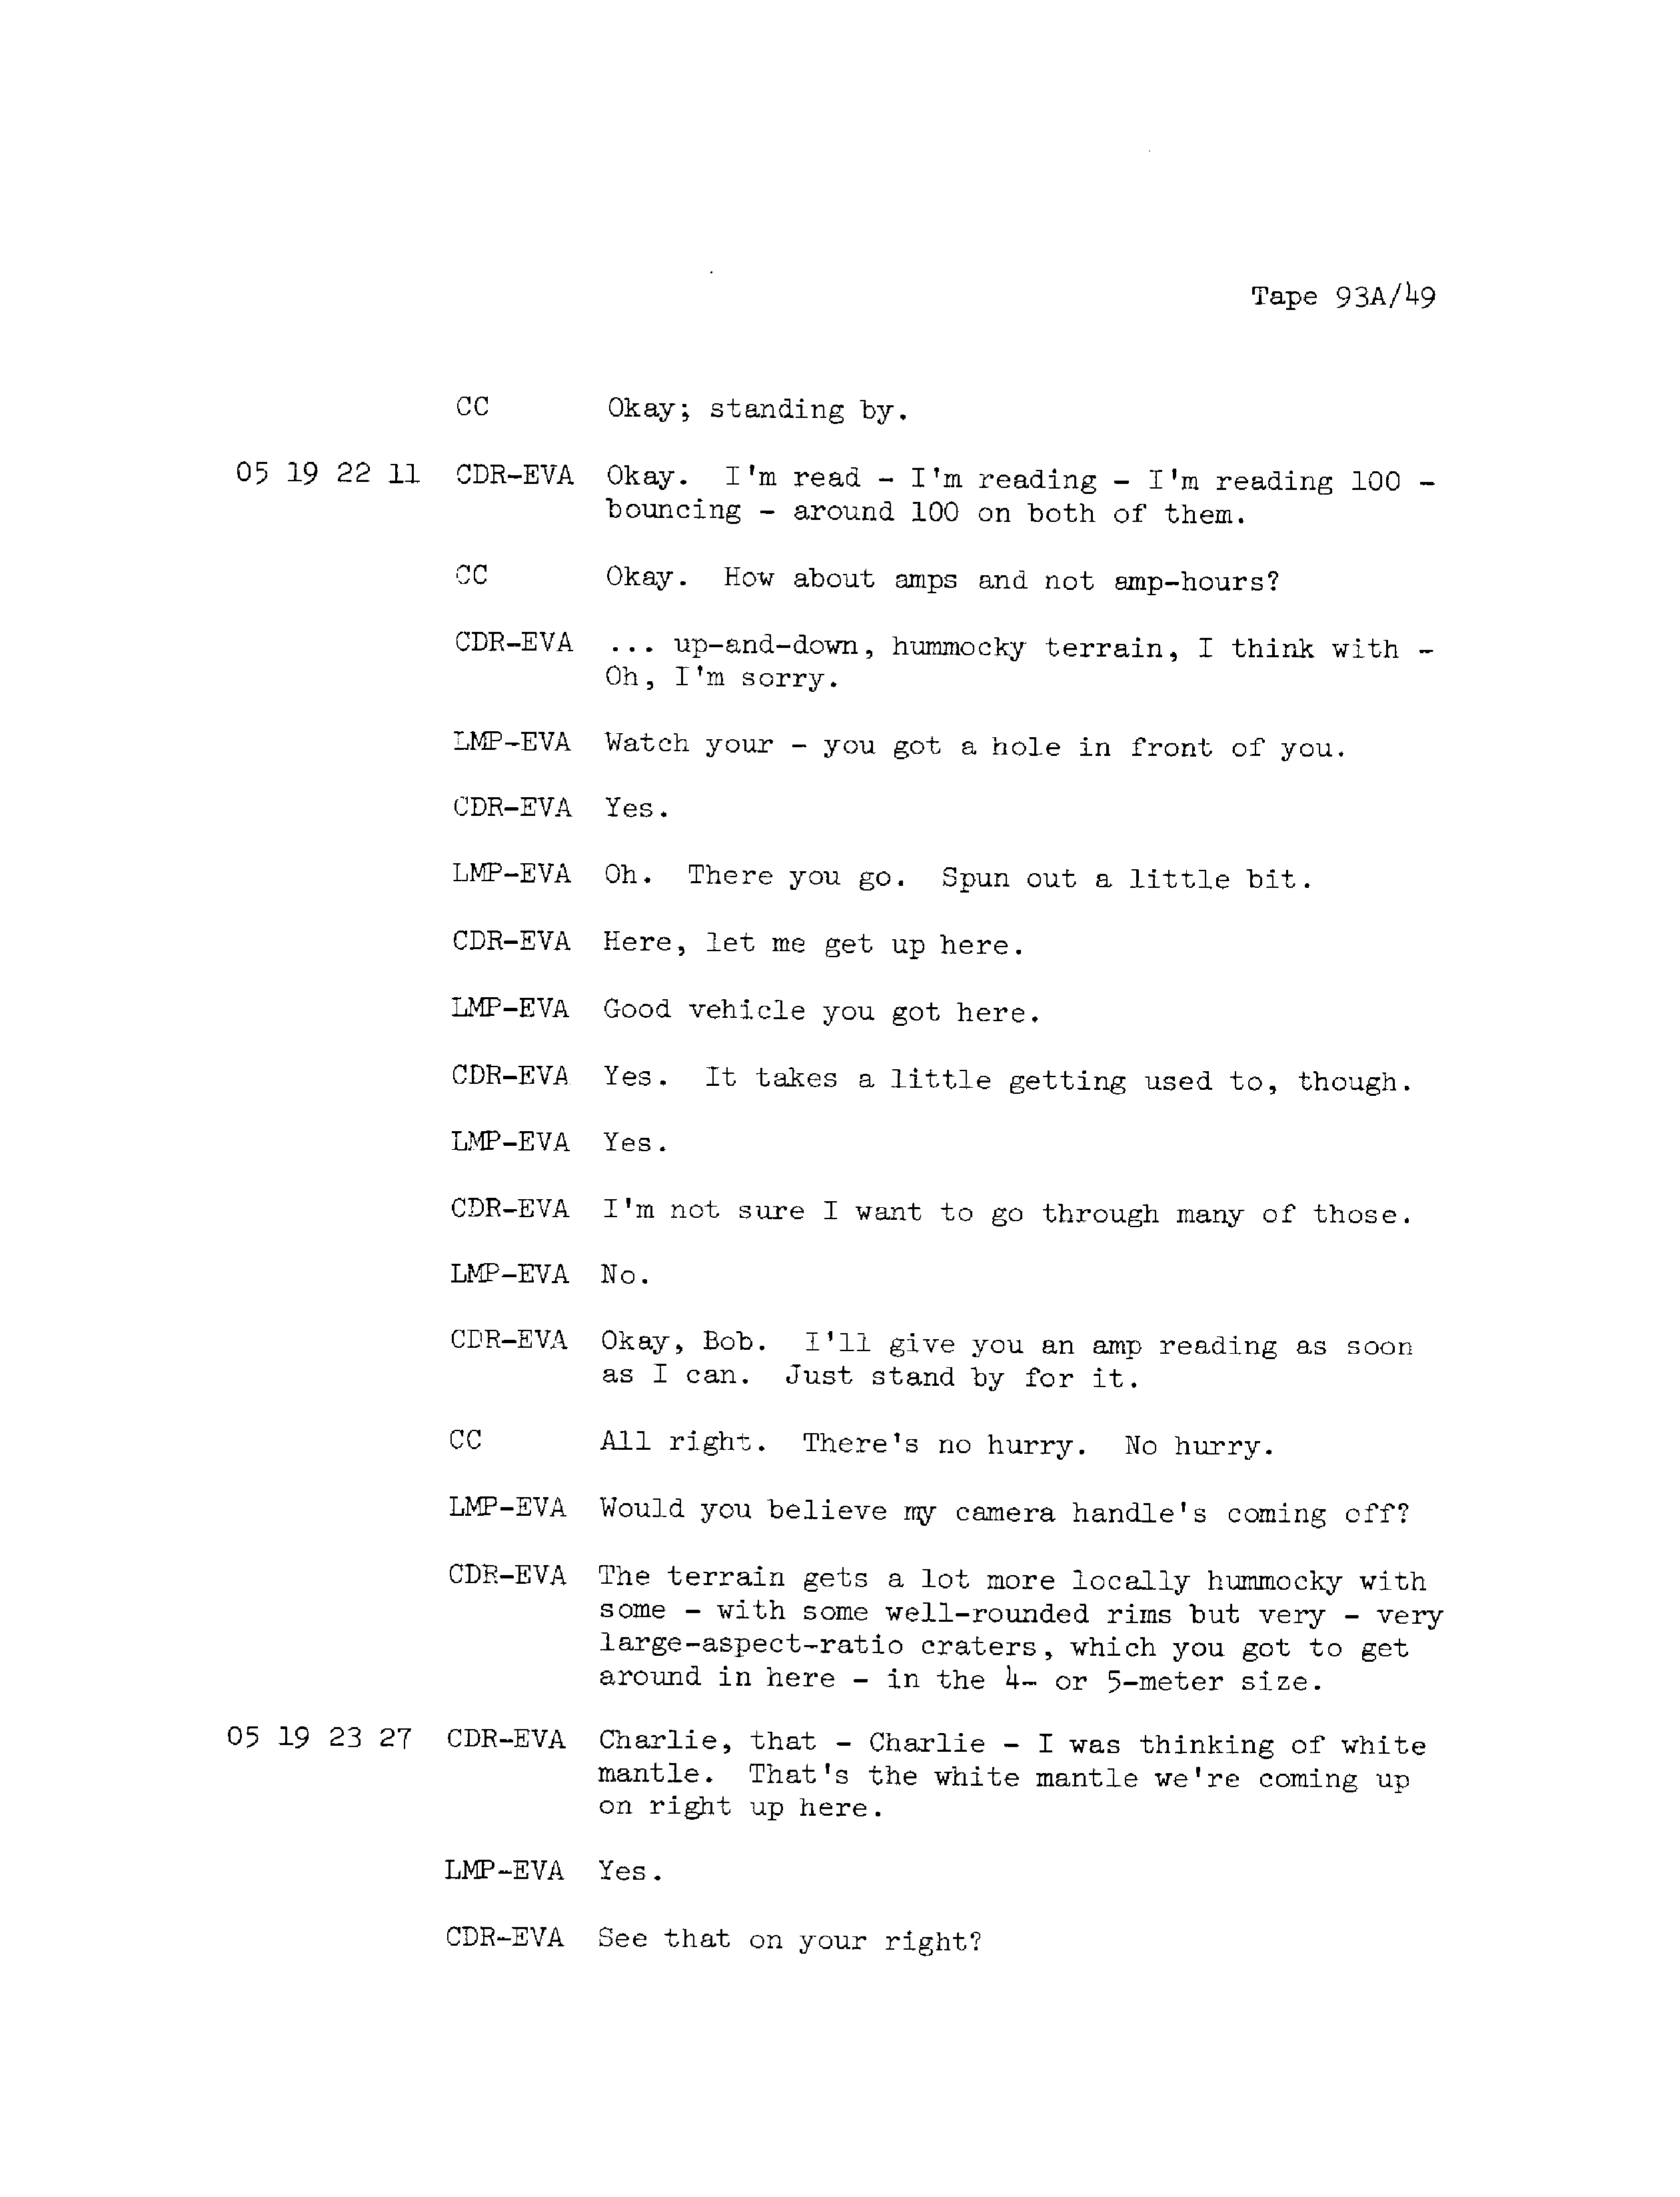 Tape 93A/49
CC Okay; standing by.
05 19 22 11 CDR-EVA Okay. I'm read - I'm reading - I'm reading 100 -
bouncing - around 100 on both of them.
CC Okay. How about amps and not amp-hours?
CDR-EVA ... up-and-down, hummocky terrain, I think with -
Oh, I'm sorry.
LMP-EVA Watch your - you got a hole in front of you.
CDR-EVA Yes.
LMP-EVA Oh. There you go. Spun out a little bit.
CDR-EVA Here, let me get up here.
LMP-EVA Good vehicle you got here.
CDR-EVA Yes. It takes a little getting used to, though.
LMP-EVA Yes.
CDR-EVA I'm not sure I want to go through many of those.
LMP-EVA No.
CDR-EVA Okay, Bob. I'll give you an amp reading as soon
as I can. Just stand by for it.
CC All right. There's no hurry. No hurry.
LMP-EVA Would you believe my camera handle's coming off?
CDR-EVA The terrain gets a lot more locally hummocky with
some - with some well-rounded rims but very - very
large-aspect-ratio craters, which you got to get
around in here - in the 4- or 5-meter size.
05 19 23 27 CDR-EVA Charlie, that - Charlie - I was thinking of white
mantle. That's the white mantle we're coming up
on right up here.
LMP-EVA Yes.
CDR-EVA See that on your right?